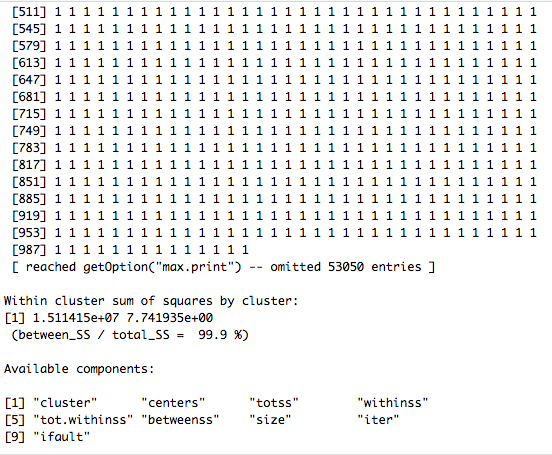 [511] 1 1 1 1 1 1 1 1 1 1 1 1 1 1 1 1 1 1 1 1 1 1 1 1 1 1 1 1 1 1 1 1 1 1
[545] 1 1 1 1 1 1 1 1 1 1 1 1 1 1 1 1 1 1 1 1 1 1 1 1 1 1 1 1 1 1 1 1 1 1
[579] 1 1 1 1 1 1 1 1 1 1 1 1 1 1 1 1 1 1 1 1 1 1 1 1 1 1 1 1 1 1 1 1 1 1
[613] 1 1 1 1 1 1 1 1 1 1 1 1 1 1 1 1 1 1 1 1 1 1 1 1 1 1 1 1 1 1 1 1 1 1
[647] 1 1 1 1 1 1 1 1 1 1 1 1 1 1 1 1 1 1 1 1 1 1 1 1 1 1 1 1 1 1 1 1 1 1
[681] 1 1 1 1 1 1 1 1 1 1 1 1 1 1 1 1 1 1 1 1 1 1 1 1 1 1 1 1 1 1 1 1 1 1
[715] 1 1 1 1 1 1 1 1 1 1 1 1 1 1 1 1 1 1 1 1 1 1 1 1 1 1 1 1 1 1 1 1 1 1
[749] 1 1 1 1 1 1 1 1 1 1 1 1 1 1 1 1 1 1 1 1 1 1 1 1 1 1 1 1 1 1 1 1 1 1
[783] 1 1 1 1 1 1 1 1 1 1 1 1 1 1 1 1 1 1 1 1 1 1 1 1 1 1 1 1 1 1 1 1 1 1
[817] 1 1 1 1 1 1 1 1 1 1 1 1 1 1 1 1 1 1 1 1 1 1 1 1 1 1 1 1 1 1 1 1 1 1
[851] 1 1 1 1 1 1 1 1 1 1 1 1 1 1 1 1 1 1 1 1 1 1 1 1 1 1 1 1 1 1 1 1 1 1
[885] 1 1 1 1 1 1 1 1 1 1 1 1 1 1 1 1 1 1 1 1 1 1 1 1 1 1 1 1 1 1 1 1 1 1
[919] 1 1 1 1 1 1 1 1 1 1 1 1 1 1 1 1 1 1 1 1 1 1 1 1 1 1 1 1 1 1 1 1 1 1
[953] 1 1 1 1 1 1 1 1 1 1 1 1 1 1 1 1 1 1 1 1 1 1 1 1 1 1 1 1 1 1 1 1 1 1
[987] 1 1 1 1 1 1 1 1 1 1 1 1 1 1
[ reached getOption("max.print") -- omitted 53050 entries ]
Within cluster sum of squares by cluster:
[1] 1.511415e+07 7.741935e+00
(between_SS / total_SS = 99.9 %)
Available components:
[1] "cluster" "centers" "totss" "withinss"
[5] "tot.withinss" "betweenss" "size" "iter"
[9] "ifault"